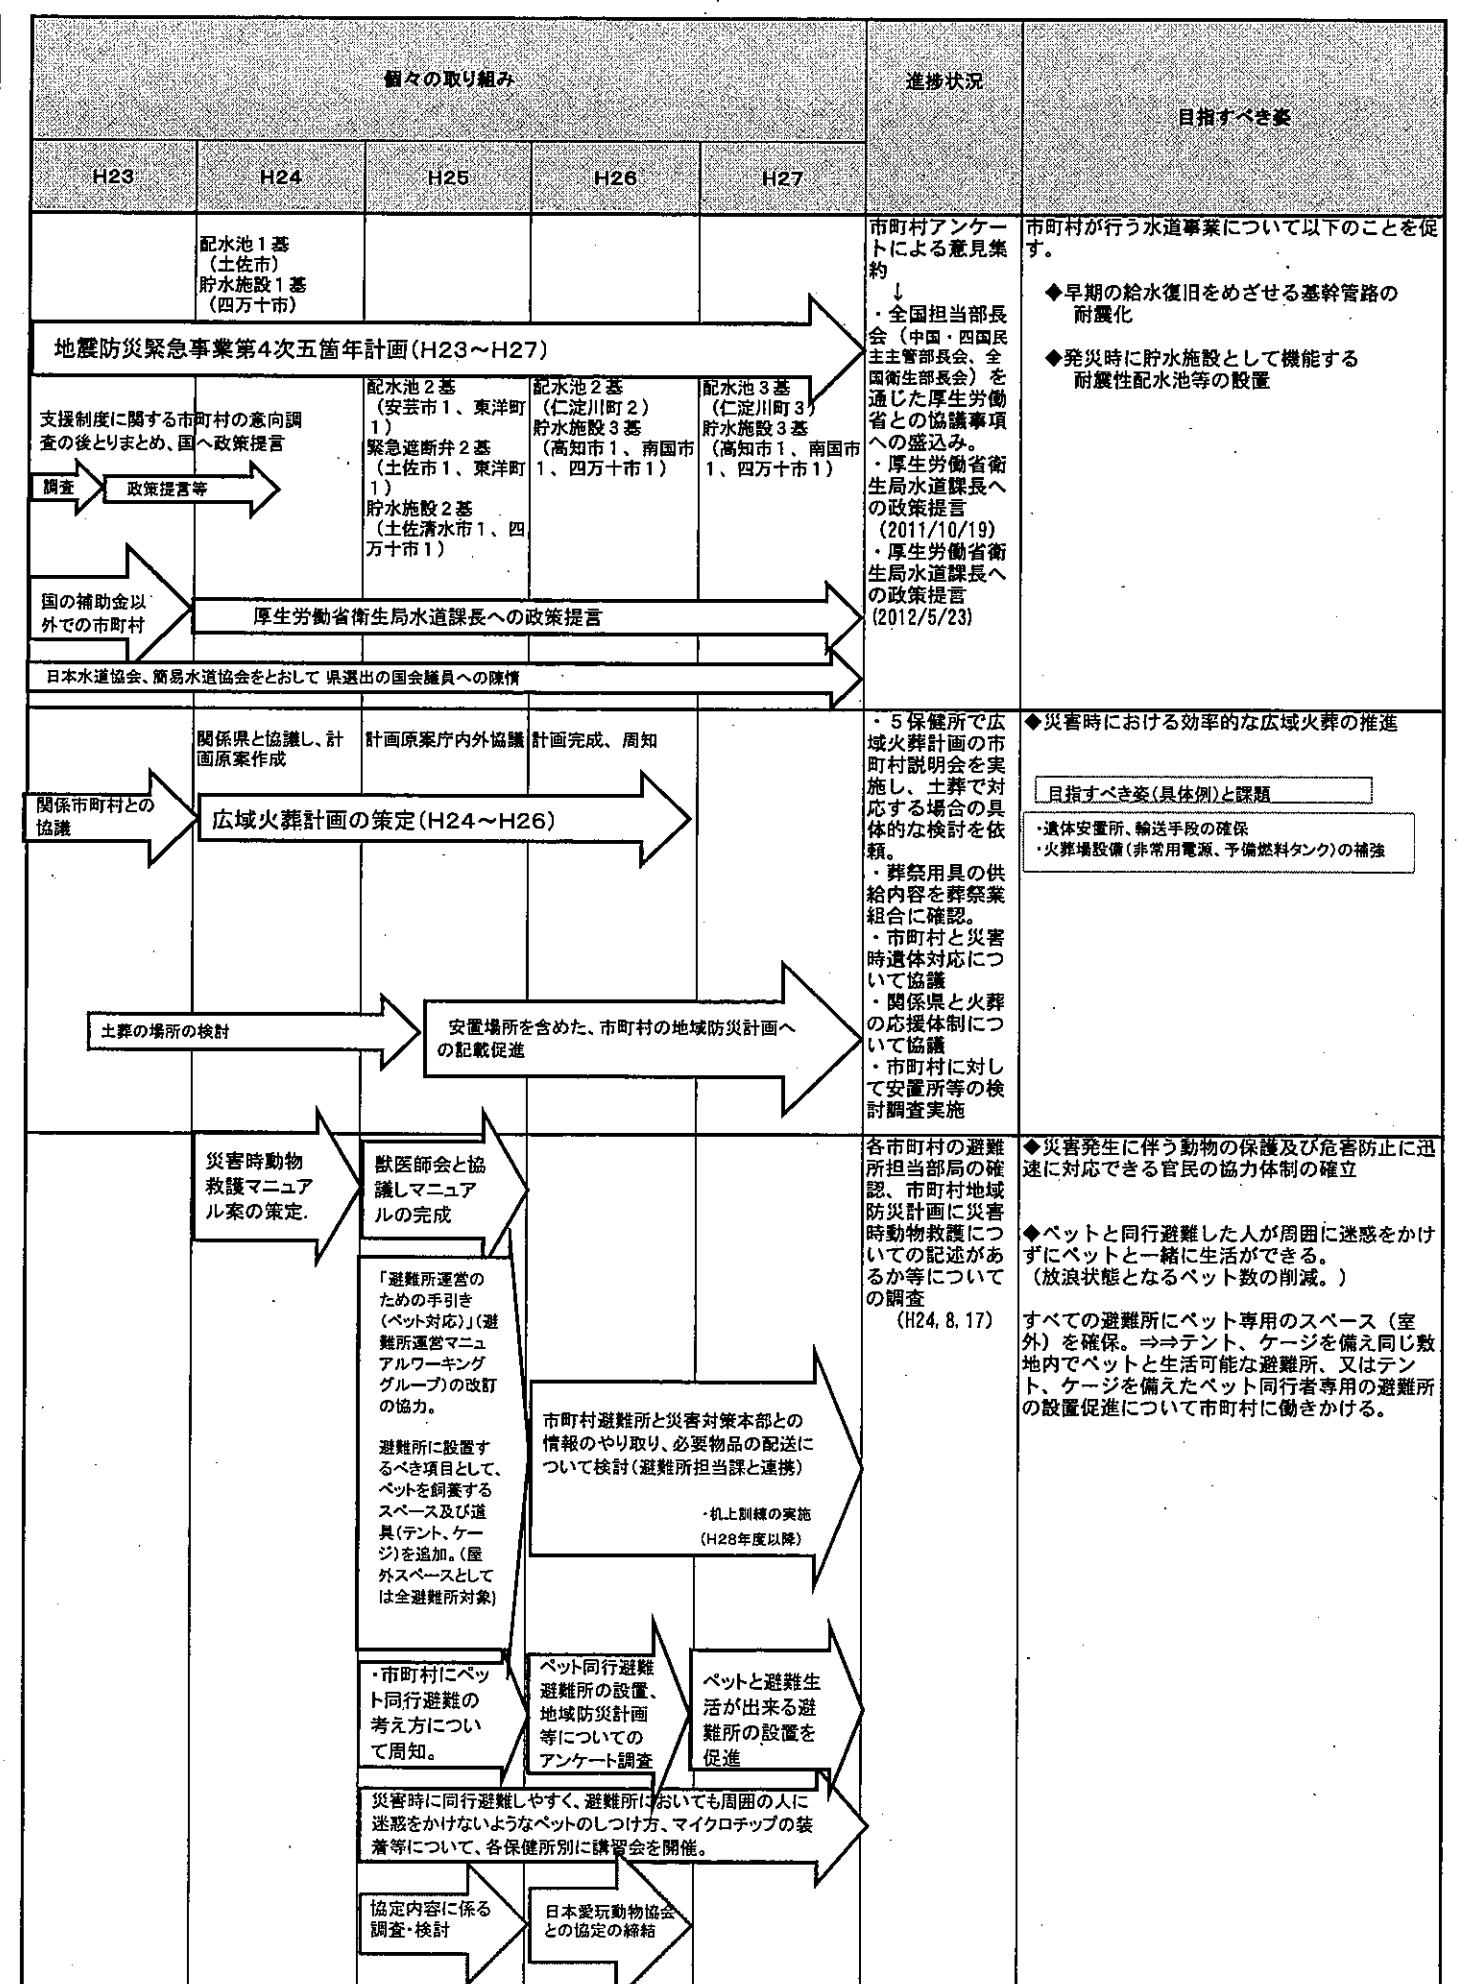 個々の取り組み
進捗状況
目指すべき姿
H23
H24
H25
H26
H27
配水池1基
（土佐市）
貯水施設1基
（四万十市）
地震防災緊急事業第4次五箇年計画(H23～H27)
支援制度に関する市町村の意向調
査の後とりまとめ、国へ政策提言
調査
政策提言等
配水池2基
（安芸市1、東洋町
1）
緊急遮断弁2基
（土佐市1、東洋町
1）
貯水施設2基
（土佐清水市1、四
万十市1）
配水池2基
（仁淀川町2）
貯水施設3基
（高知市1、南国市
1、四万十市1）
配水池3基
（仁淀川町3）
貯水施設3基
（高知市1、南国市
1、四万十市1）
国の補助金以
外での市町村
厚生労働省衛生局水道課長への政策提言
日本水道協会、簡易水道協会をとおして 県選出の国会議員への陳情
市町村アンケー
トによる意見集
約
↓
・全国担当部長
会（中国・四国民
主主管部長会、全
国衛生部長会）を
通じた厚生労働
省との協議事項
への盛込み。
・厚生労働省衛
生局水道課長へ
の政策提言
（2011/10/19）
・厚生労働省衛
生局水道課長へ
の政策提言
(2012/5/23)
市町村が行う水道事業について以下のことを促
す。
◆早期の給水復旧をめざせる基幹管路の
耐震化
◆発災時に貯水施設として機能する
耐震性配水池等の設置
関係県と協議し、計
画原案作成
計画原案庁内外協議
計画完成、周知
関係市町村との
協議
広域火葬計画の策定(H24～H26)
土葬の場所の検討
安置場所を含めた、市町村の地域防災計画へ
の記載促進
・5保健所で広
域火葬計画の市
町村説明会を実
施し、土葬で対
応する場合の具
体的な検討を依
頼。
・葬祭用具の供
給内容を葬祭業
組合に確認。
・市町村と災害
時遺体対応につ
いて協議
・関係県と火葬
の応援体制につ
いて協議
・市町村に対し
て安置所等の検
討調査実施
◆災害時における効率的な広域火葬の推進
目指すべき姿(具体例)と課題
・遺体安置所、輸送手段の確保
・火葬場設備(非常用電源、予備燃料タンク)の補強
災害時動物
救護マニュア
ル案の策定.
獣医師会と協
議しマニュア
ルの完成
「避難所運営の
ための手引き
(ペット対応)」(避
難所運営マニュ
アルワーキング
グループ)の改訂
の協力。
避難所に設置す
るべき項目として、
ペットを飼養する
スペース及び道
具(テント、ケー
ジ)を追加。(屋
外スペースとして
は全避難所対象)
市町村避難所と災害対策本部との
情報のやり取り、必要物品の配送に
ついて検討(避難所担当課と連携)
・机上訓練の実施
(H28年度以降)
・市町村にペッ
ト同行避難の
考え方につい
て周知。
ペット同行避難
避難所の設置、
地域防災計画
等についての
アンケート調査
ペットと避難生
活が出来る避
難所の設置を
促進
災害時に同行避難しやすく、避難所においても周囲の人に
迷惑をかけないようなペットのしつけ方、マイクロチップの装
着等について、各保健所別に講習会を開催。
協定内容に係る
調査・検討
日本愛玩動物協会
との協定の締結
各市町村の避難
所担当部局の確
認、市町村地域
防災計画に災害
時動物救護につ
いての記述があ
るか等について
の調査
（H24,8,17）
◆災害発生に伴う動物の保護及び危害防止に迅
速に対応できる官民の協力体制の確立
◆ペットと同行避難した人が周囲に迷惑をかけ
ずにペットと一緒に生活ができる。
（放浪状態となるペット数の削減。）
すべての避難所にペット専用のスペース（室
外）を確保。⇒⇒テント、ケージを備え同じ敷
地内でペットと生活可能な避難所、又はテン
ト、ケージを備えたペット同行者専用の避難所
の設置促進について市町村に働きかける。